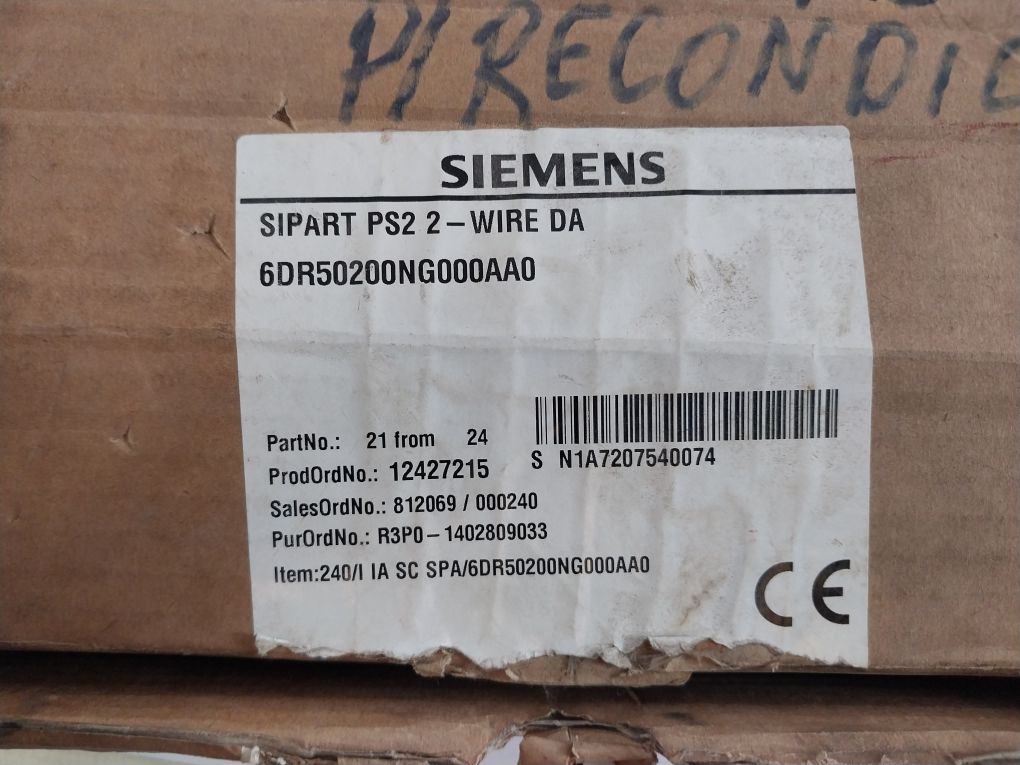 P/RECONDIC
SIEMENS
SIPART PS2 2-WIRE DA
6DR50200NG000AA0
PartNo.: 21 from 24
ProdOrdNo.: 12427215
S N1A7207540074
SalesOrdNo.: 812069 / 000240
PurOrdNo.: R3P0-1402809033
Item:240/I IA SC SPA/6DR50200NG000AA0
CE